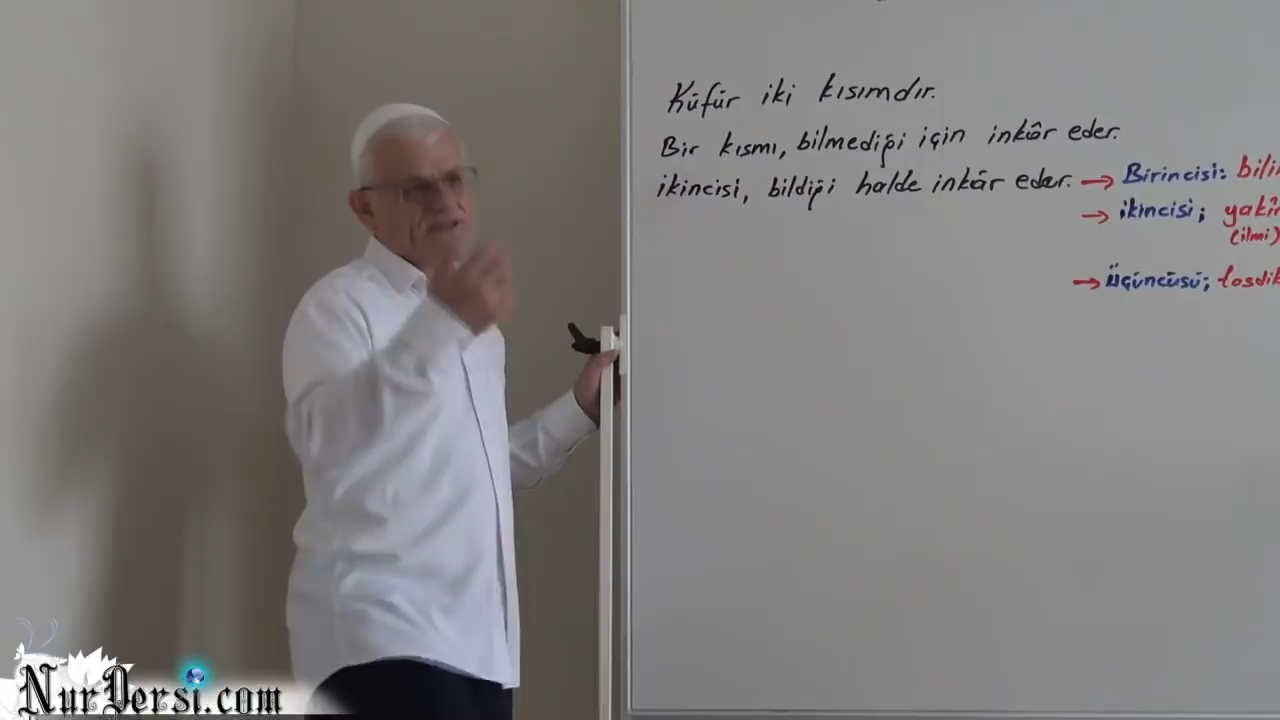 Küfür iki kısımdır.
Bir kısmı, bilmediği için inkâr eder.
ikincisi, bildiği halde inkâr eder. → Birincisi:
→ ikincisi;
(ilmi)
→ üçüncüsü;
NurDersi.com